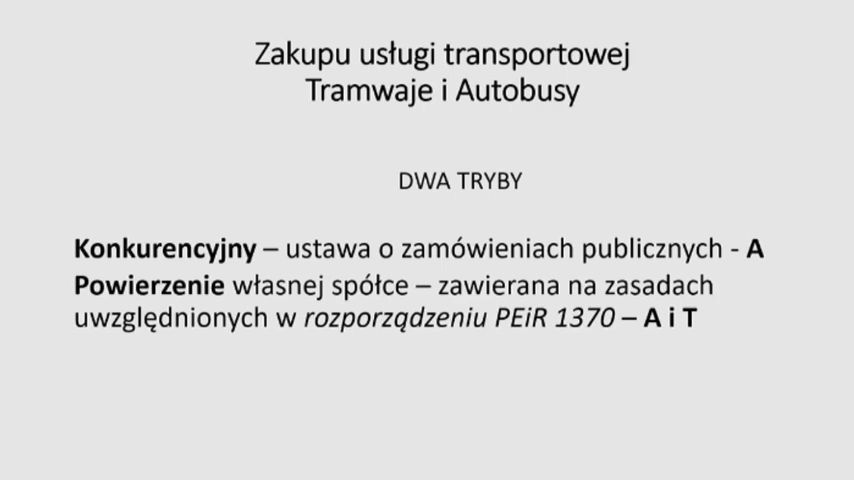 Zakupu usługi transportowej
Tramwaje i Autobusy
DWA TRYBY
Konkurencyjny – ustawa o zamówieniach publicznych - A
Powierzenie własnej spółce – zawierana na zasadach
uwzględnionych w rozporządzeniu PEiR 1370 – A i T